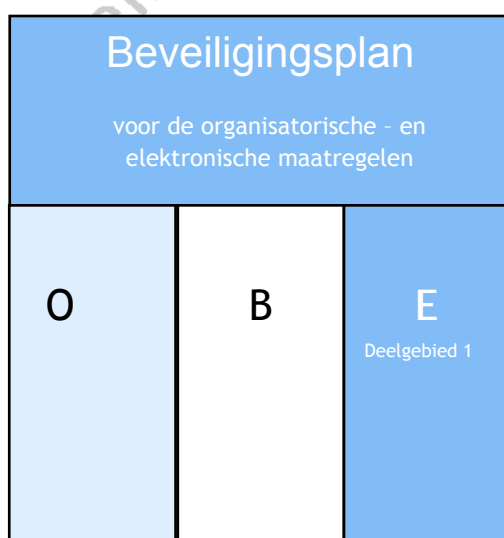 Beveiligingsplan
voor de organisatorische - en
elektronische maatregelen
O B E
Deelgebied 1